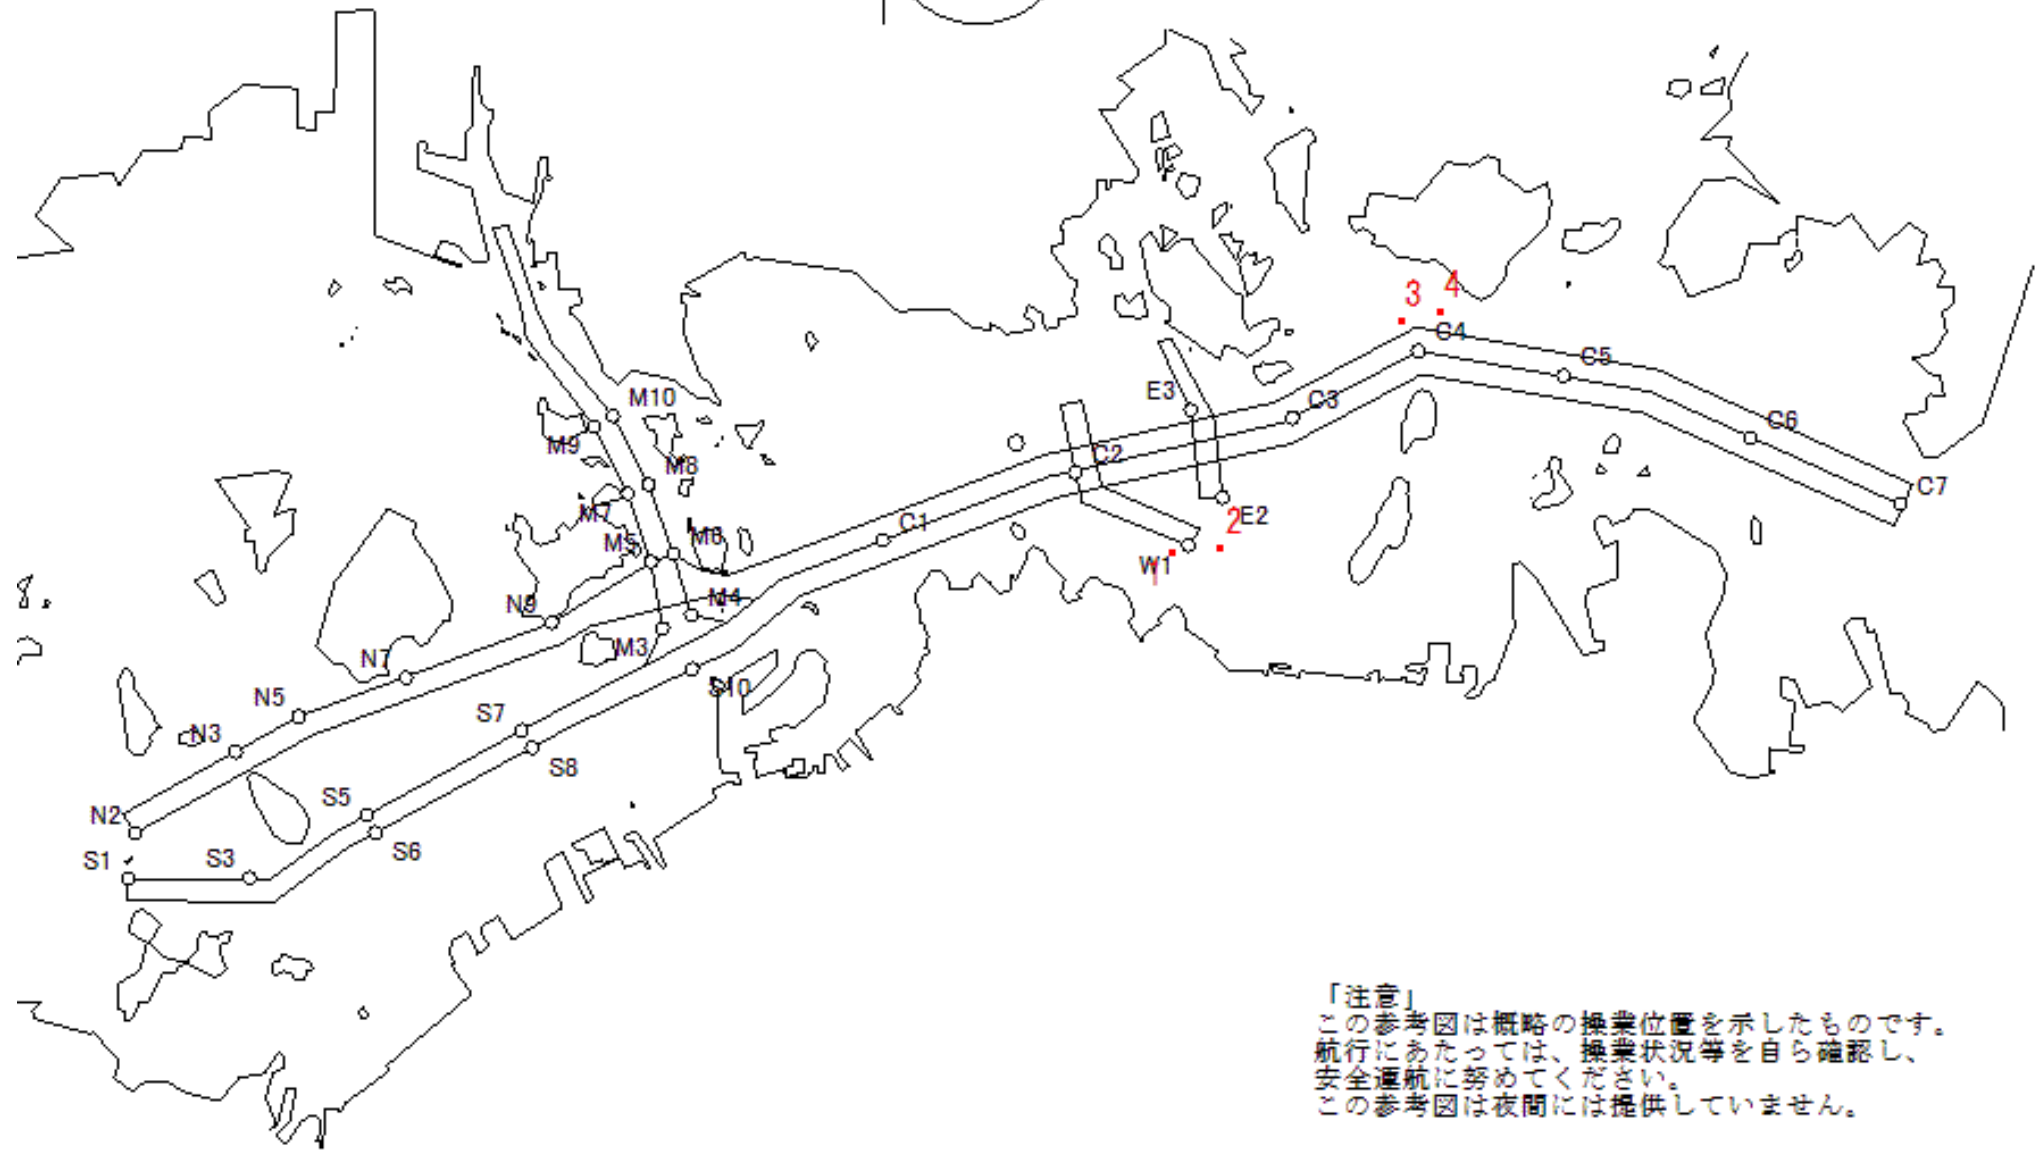 4
3
C4
C5
E3
M10
C3
C6
M9
C2
M8
C7
M7
2
E2
C1
M6
M5
W1
1
N9
M4
M3
N7
S10
N5
S7
N3
S8
S5
N2
S6
S1
S3
「注意」
この参考図は概略の操業位置を示したものです。
航行にあたっては、操業状況等を自ら確認し、
安全運航に努めてください。
この参考図は夜間には提供していません。